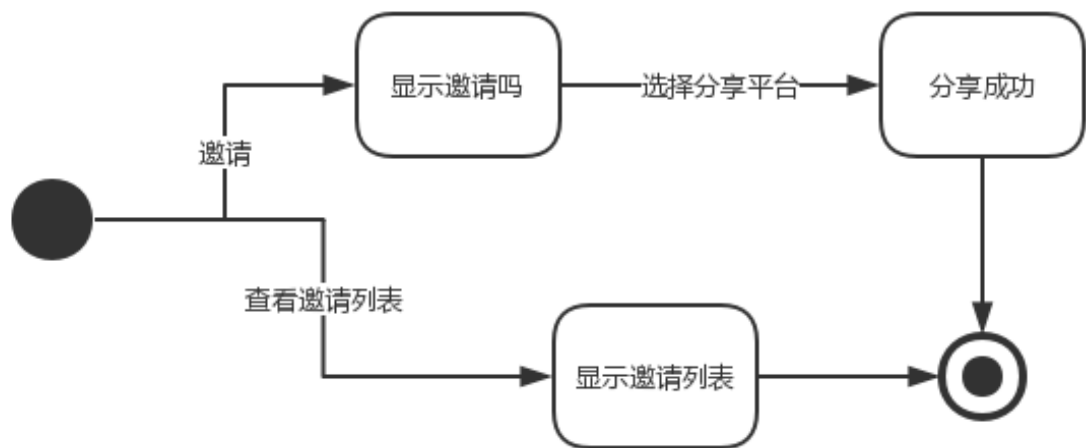 显示邀请吗
选择分享平台
分享成功
邀请
查看邀请列表
显示邀请列表